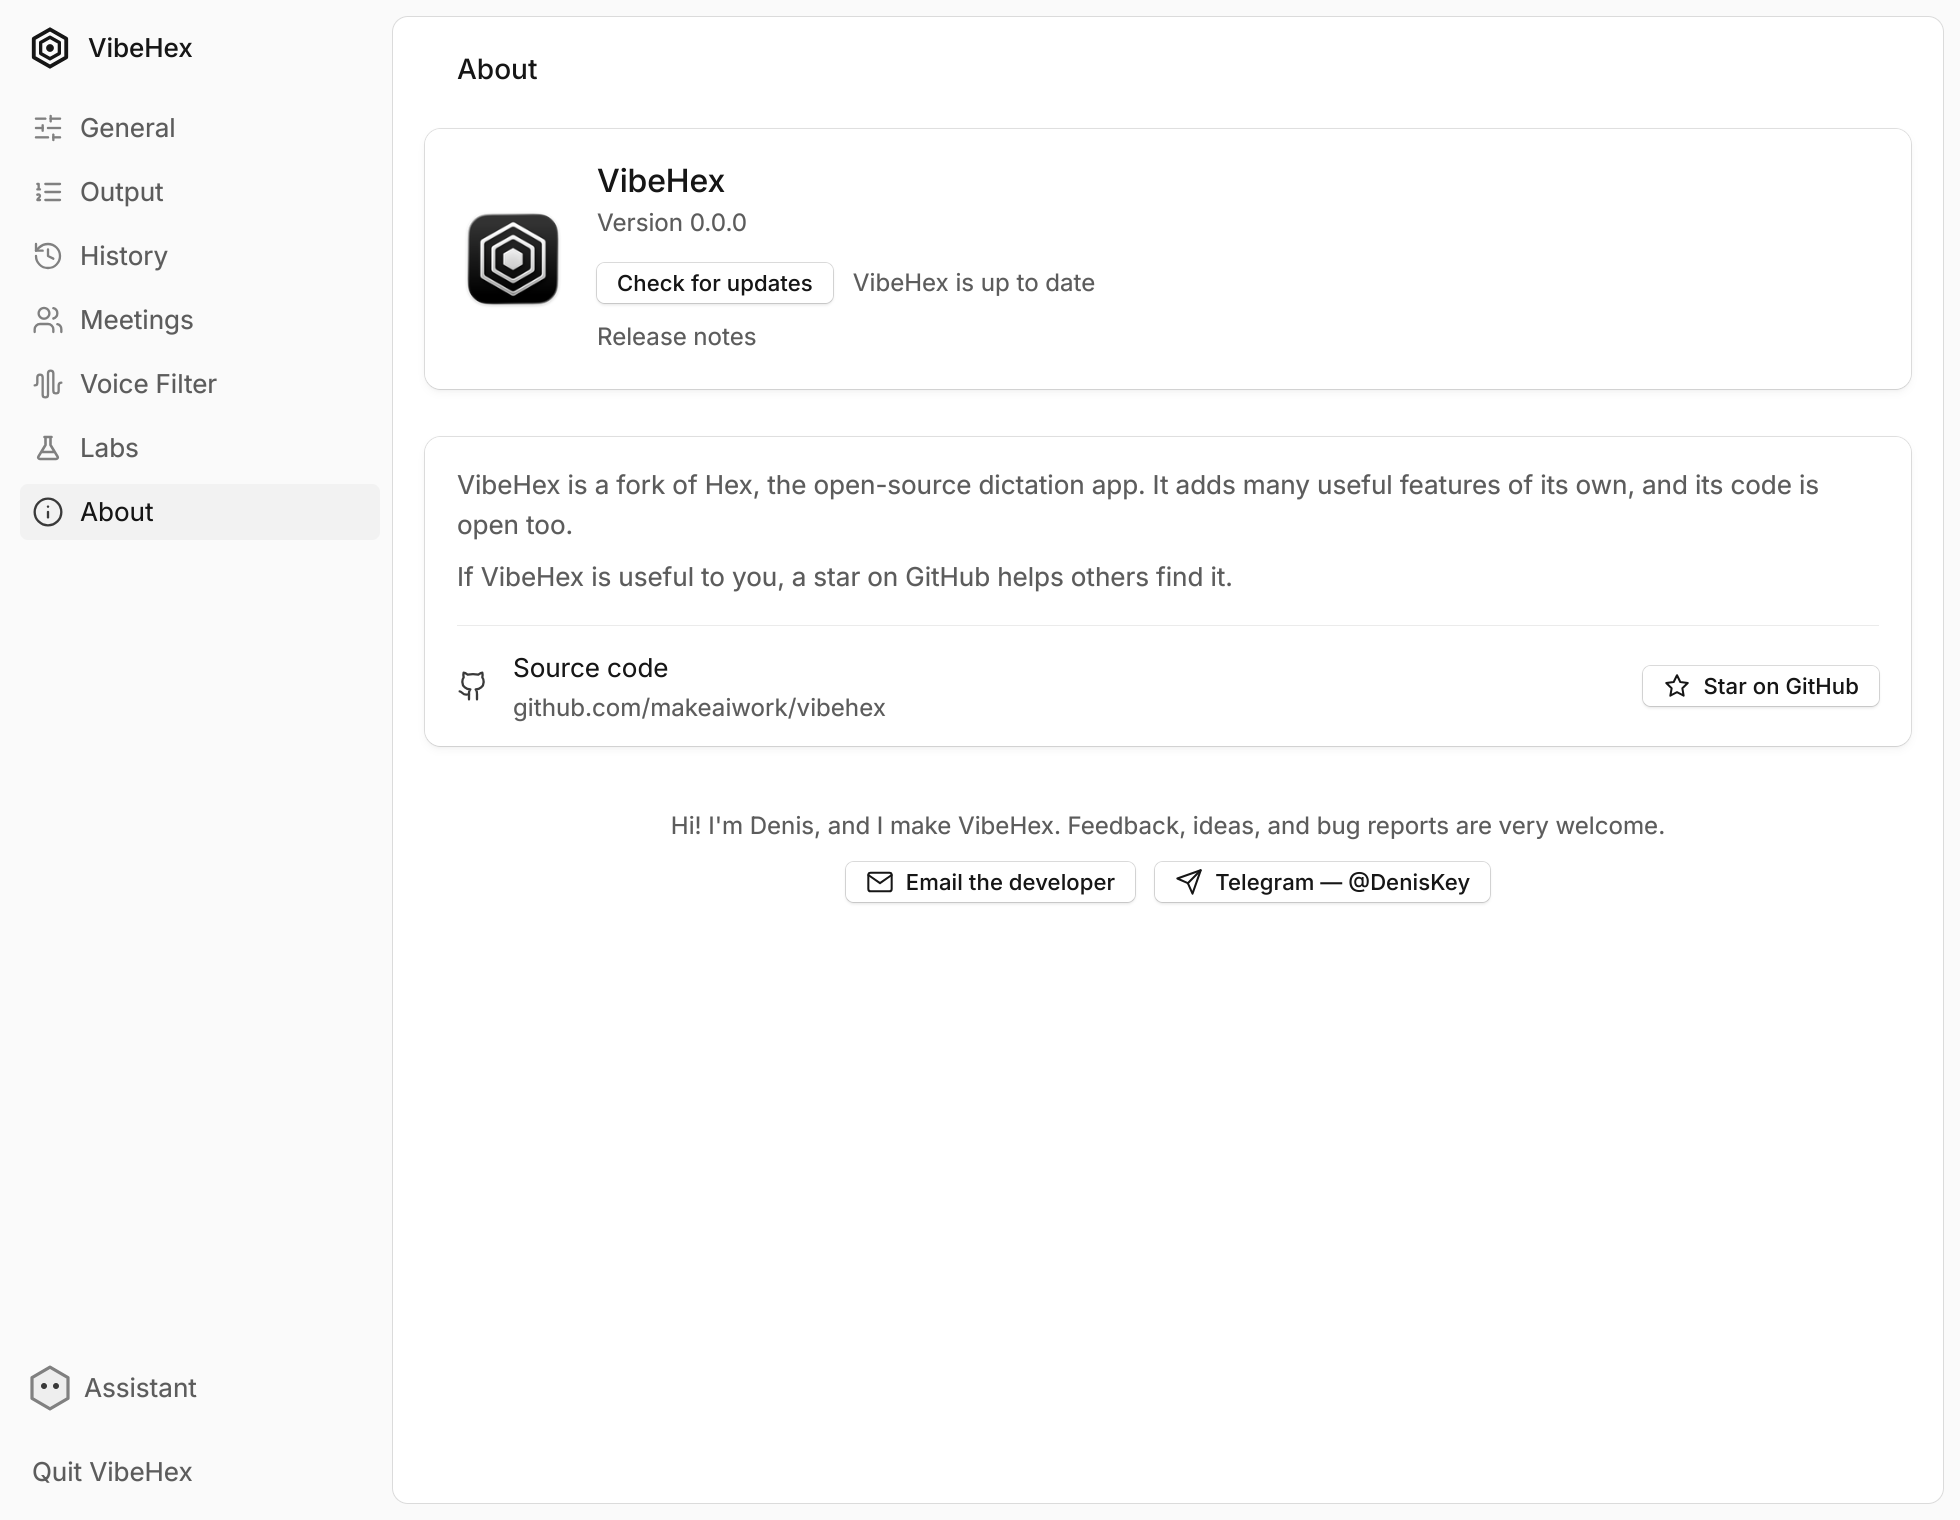 VibeHex
General
Output
History
Meetings
Voice Filter
Labs
About
Assistant
Quit VibeHex
About
VibeHex
Version 0.0.0
Check for updates
VibeHex is up to date
Release notes
VibeHex is a fork of Hex, the open-source dictation app. It adds many useful features of its own, and its code is
open too.
If VibeHex is useful to you, a star on GitHub helps others find it.
Source code
github.com/makeaiwork/vibehex
Star on GitHub
Hi! I'm Denis, and I make VibeHex. Feedback, ideas, and bug reports are very welcome.
Email the developer
Telegram — @DenisKey